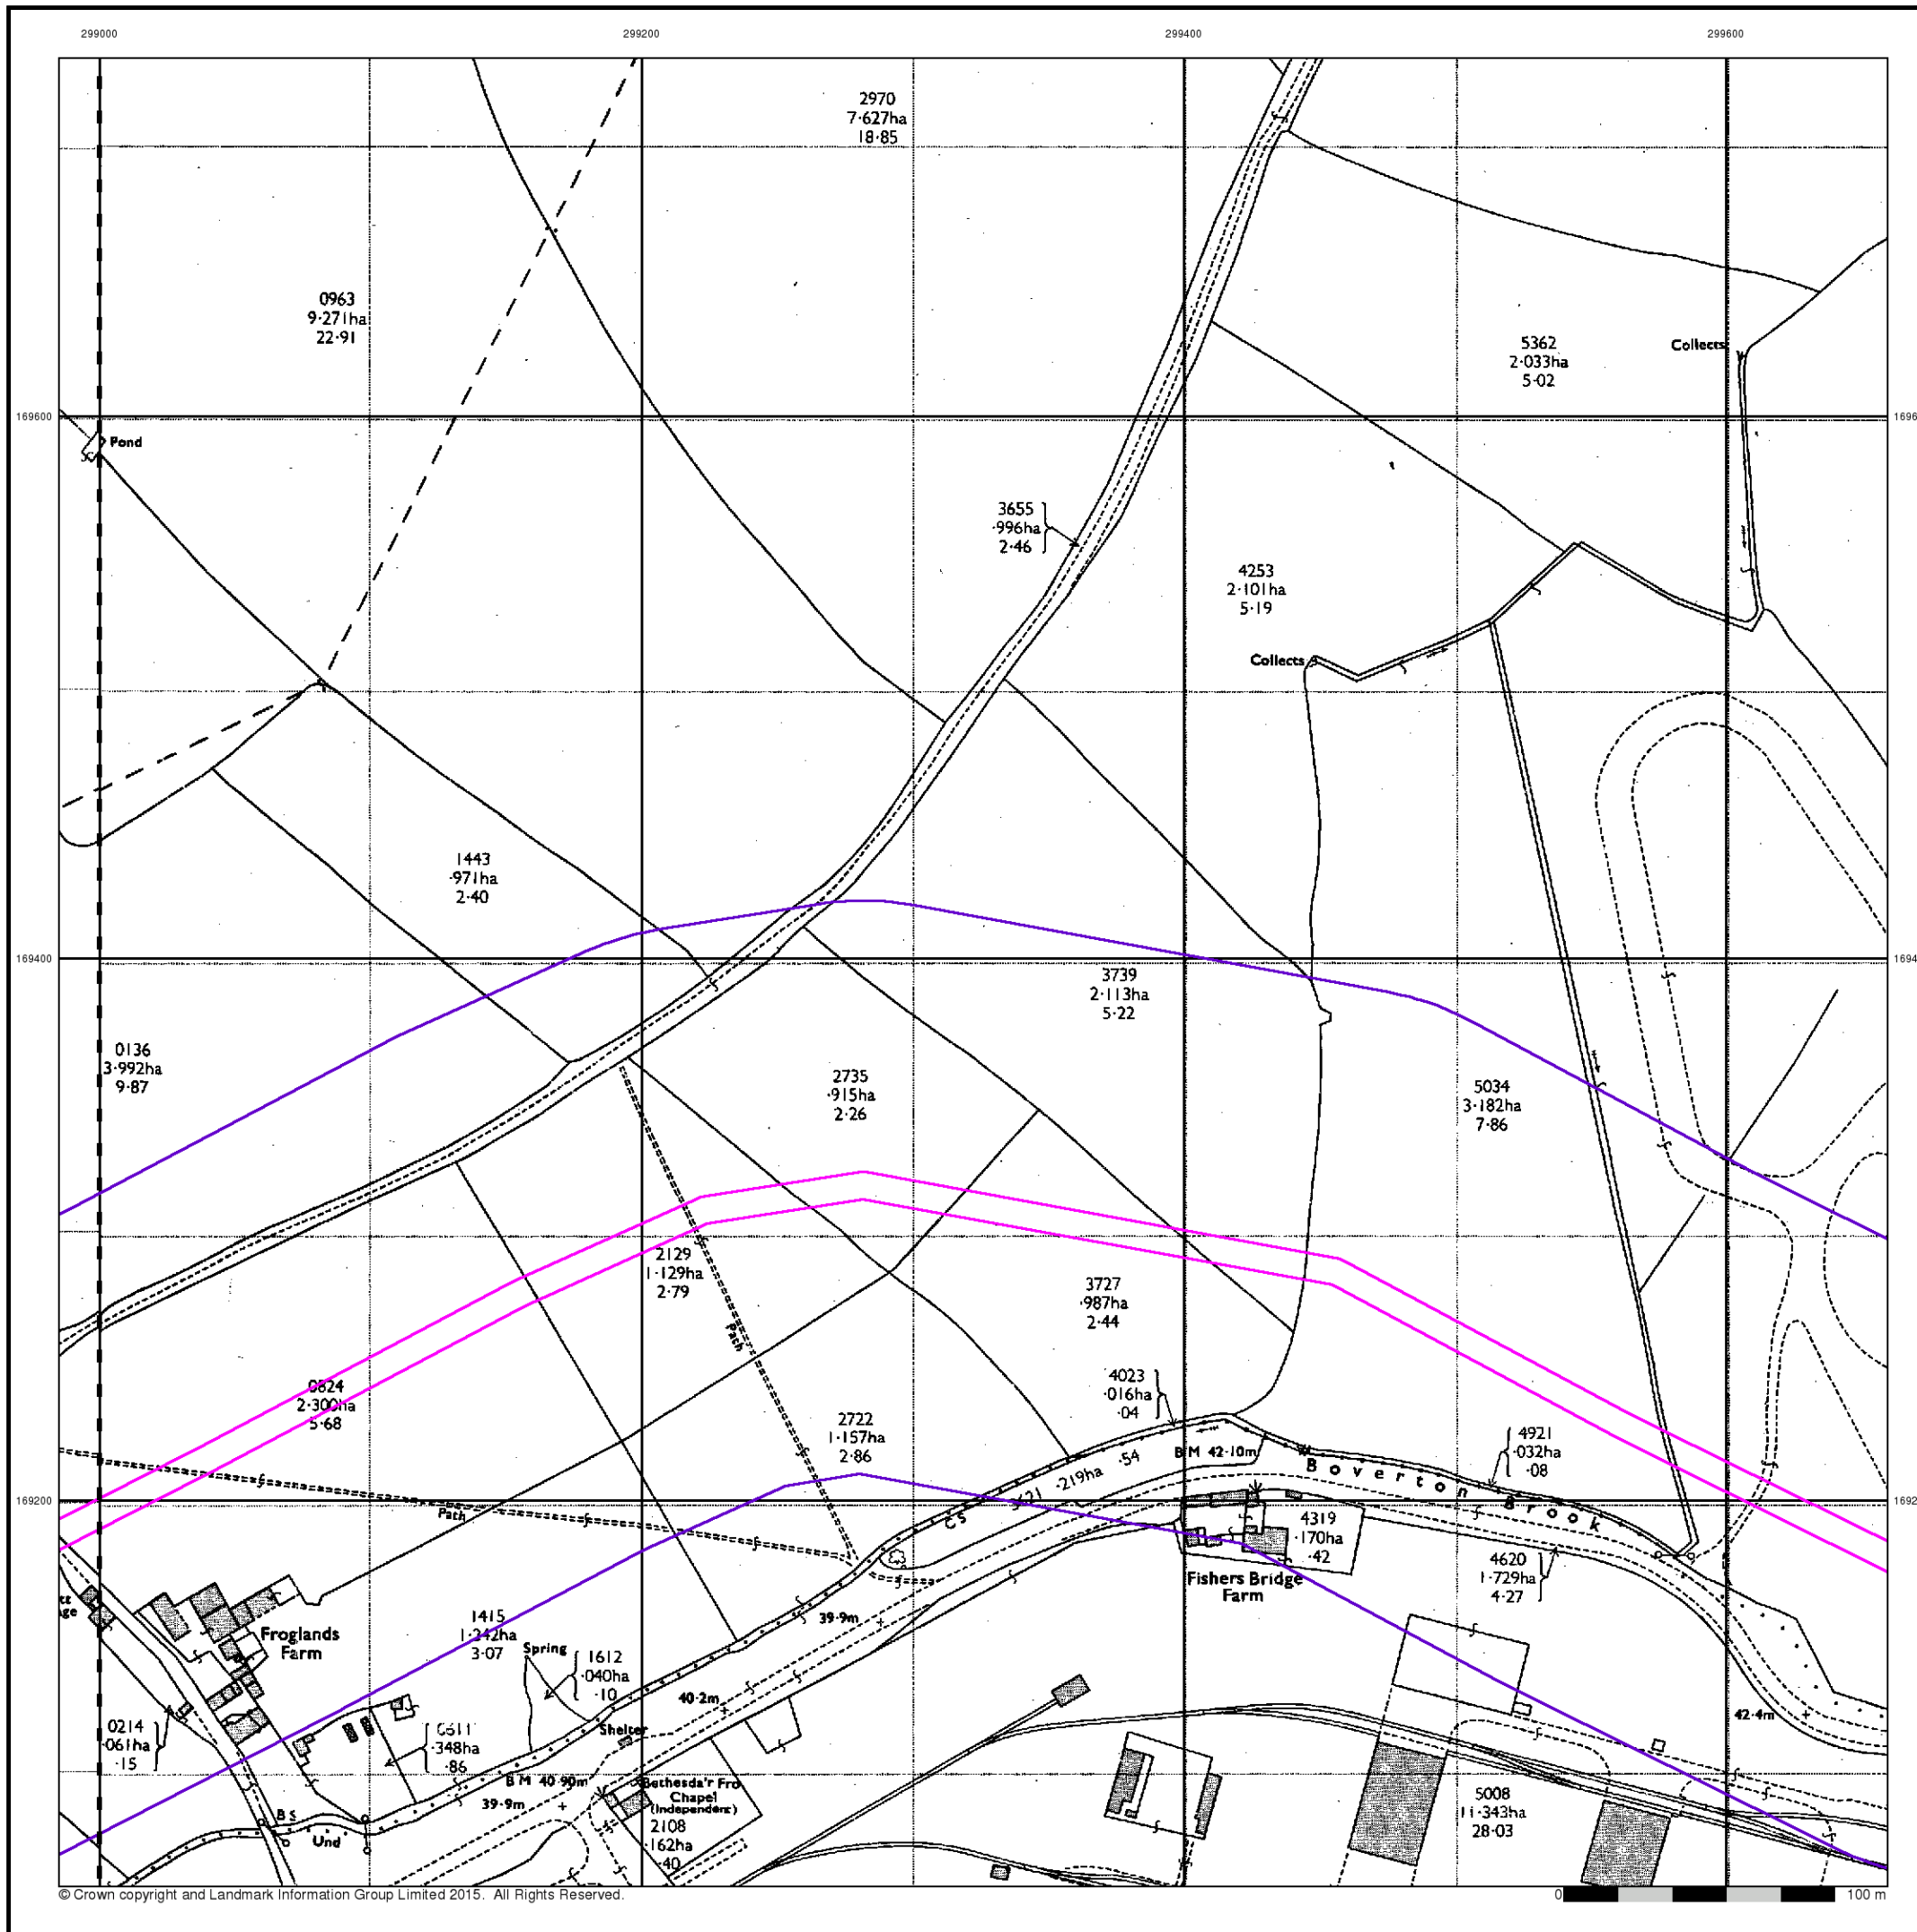 299000
299200
299400
299600
2970
7·627ha
18·85
0963
9·271ha
22·91
Collects
5362
2·033ha
5·02
169600
Pond
3655
·996ha
2·46
4253
2·101ha
5·19
Collects
1443
·971ha
2·40
169400
3739
2·113ha
5·22
0136
3·992ha
9·87
2735
·915ha
2·26
5034
3·182ha
7·86
2129
1·129ha
2·79
Path
3727
·987ha
2·44
0824
2·300ha
5·68
4023
·016ha
·04
2722
1·157ha
2·86
BM 42·10m
4921
·032ha
·08
Boverton Brook
·219ha ·54
169200
Path
CS
4319
·170ha
·42
4620
1·729ha
4·27
Fishers Bridge
Farm
Froglands
Farm
1415
1·242ha
3·07
39·9m
Spring
1612
·040ha
·10
40·2m
Shelter
0214
·061ha
·15
0611
·348ha
·86
42·4m
BM 40·90m
39·9m
Bethesda'r Fro
Chapel
(Independent)
2108
·162ha
·40
BS
Und
5008
11·343ha
28·03
© Crown copyright and Landmark Information Group Limited 2015. All Rights Reserved.
0 100 m